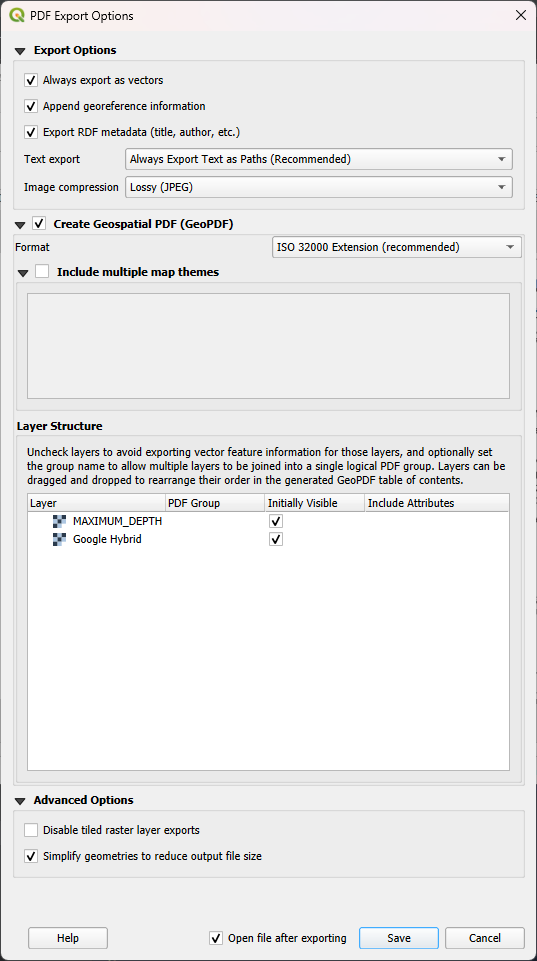 PDF Export Options
Export Options
Always export as vectors
Append georeference information
Export RDF metadata (title, author, etc.)
Text export Always Export Text as Paths (Recommended)
Image compression Lossy (JPEG)
Create Geospatial PDF (GeoPDF)
Format ISO 32000 Extension (recommended)
Include multiple map themes
Layer Structure
Uncheck layers to avoid exporting vector feature information for those layers, and optionally set
the group name to allow multiple layers to be joined into a single logical PDF group. Layers can be
dragged and dropped to rearrange their order in the generated GeoPDF table of contents.
Layer PDF Group Initially Visible Include Attributes
MAXIMUM_DEPTH
Google Hybrid
Advanced Options
Disable tiled raster layer exports
Simplify geometries to reduce output file size
Help Open file after exporting Save Cancel